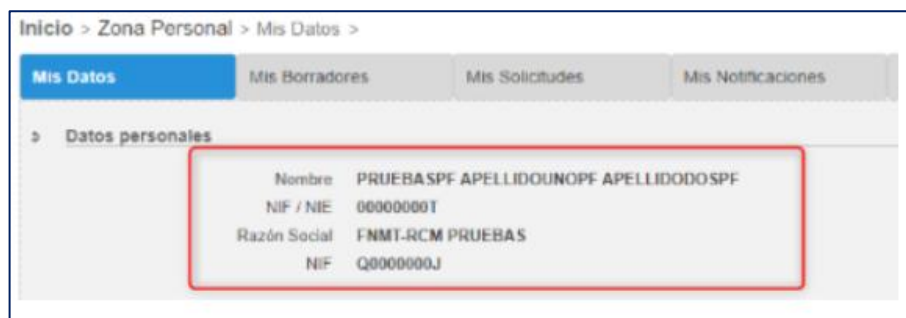 Inicio > Zona Personal > Mis Datos >
Mis Datos Mis Borradores Mis Solicitudes Mis Notificaciones
Datos personales
Nombre PRUEBASPF APELLIDOUNOPF APELLIDODOSPF
NIF / NIE 00000000T
Razón Social FNMT-RCM PRUEBAS
NIF Q0000000J